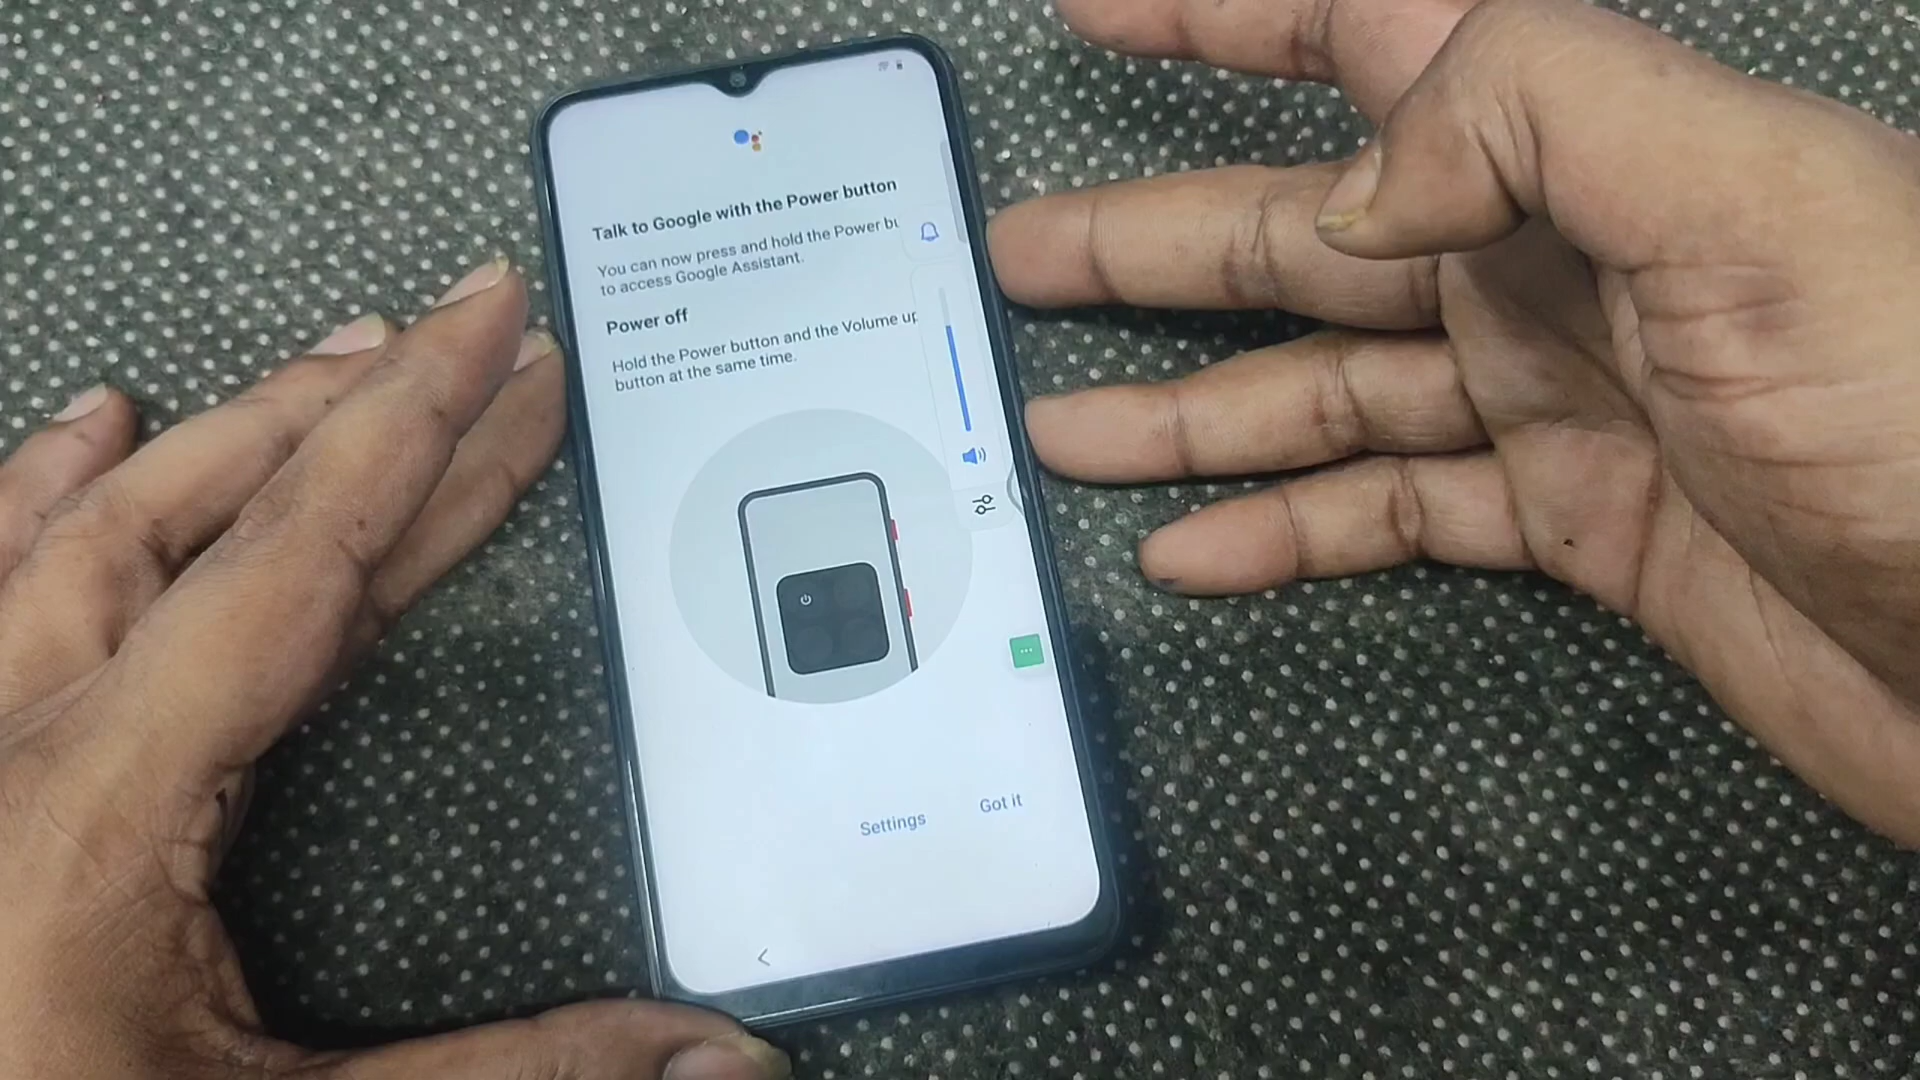 Talk to Google with the Power button
You can now press and hold the Power bu
to access Google Assistant.
Power off
Hold the Power button and the Volume up
button at the same time.
Settings
Got it